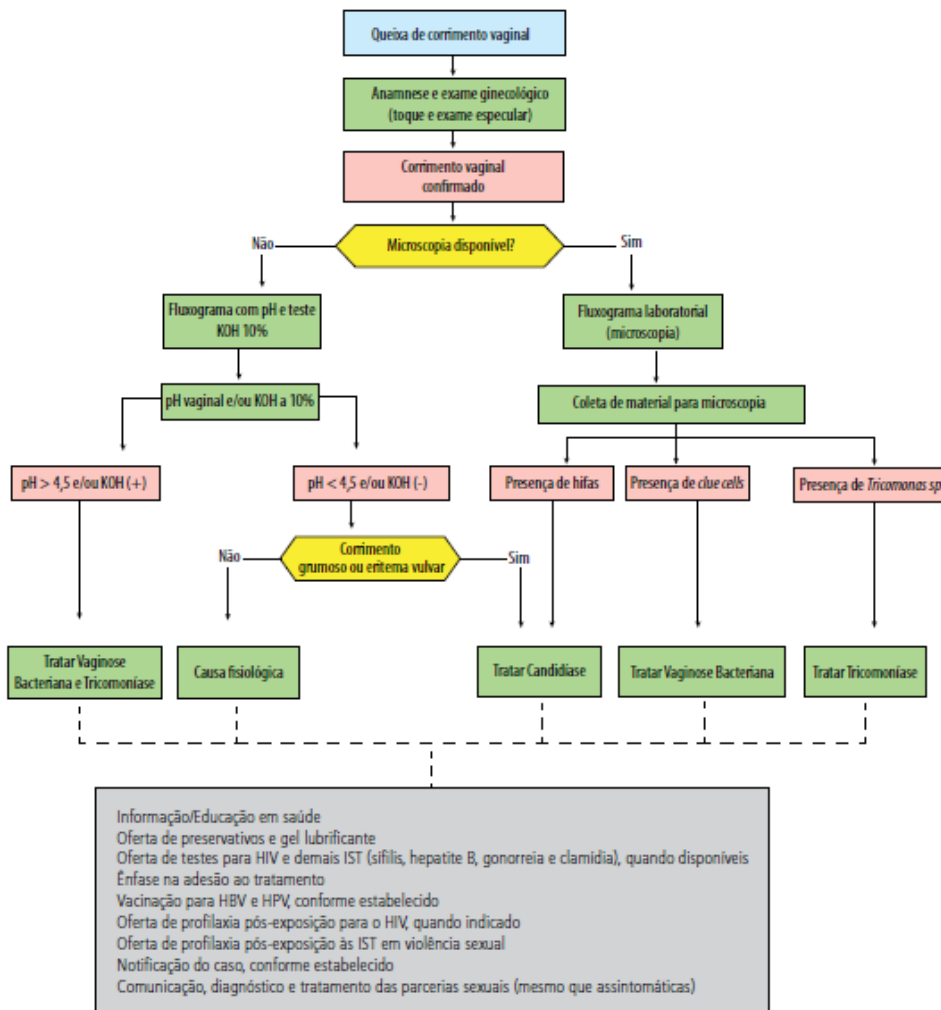 Queixa de corrimento vaginal
Anamnese e exame ginecológico
(toque e exame especular)
Corrimento vaginal
confirmado
Microscopia disponível?
Não
Sim
Fluxograma com pH e teste
KOH 10%
Fluxograma laboratorial
(microscopia)
pH vaginal e/ou KOH a 10%
Coleta de material para microscopia
pH > 4,5 e/ou KOH (+)
pH < 4,5 e/ou KOH (-)
Presença de hifas
Presença de clue cells
Presença de Tricomonas sp
Não
Corrimento
grumoso ou eritema vulvar
Sim
Tratar Vaginose
Bacteriana e Tricomoníase
Causa fisiológica
Tratar Candidíase
Tratar Vaginose Bacteriana
Tratar Tricomoníase
Informação/Educação em saúde
Oferta de preservativos e gel lubrificante
Oferta de testes para HIV e demais IST (sífilis, hepatite B, gonorreia e clamídia), quando disponíveis
Ênfase na adesão ao tratamento
Vacinação para HBV e HPV, conforme estabelecido
Oferta de profilaxia pós-exposição para o HIV, quando indicado
Oferta de profilaxia pós-exposição às IST em violência sexual
Notificação do caso, conforme estabelecido
Comunicação, diagnóstico e tratamento das parcerias sexuais (mesmo que assintomáticas)